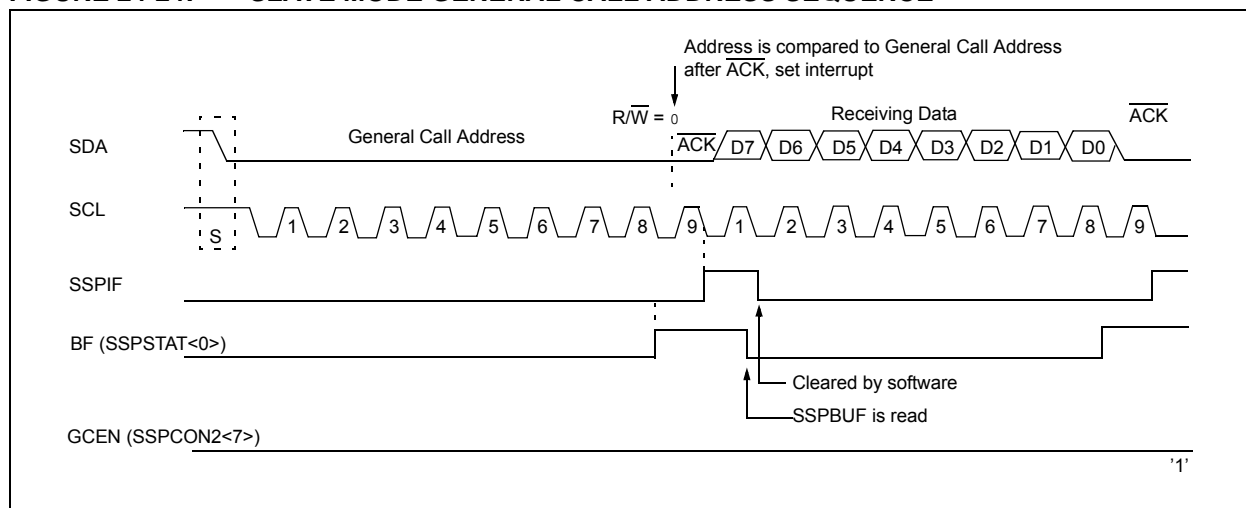 Address is compared to General Call Address
after ACK, set interrupt
R/W = 0
Receiving Data
ACK
SDA
General Call Address
ACK
D7 D6 D5 D4 D3 D2 D1 D0
SCL
S
1 2 3 4 5 6 7 8 9 1 2 3 4 5 6 7 8 9
SSPIF
BF (SSPSTAT<0>)
Cleared by software
SSPBUF is read
GCEN (SSPCON2<7>)
'1'